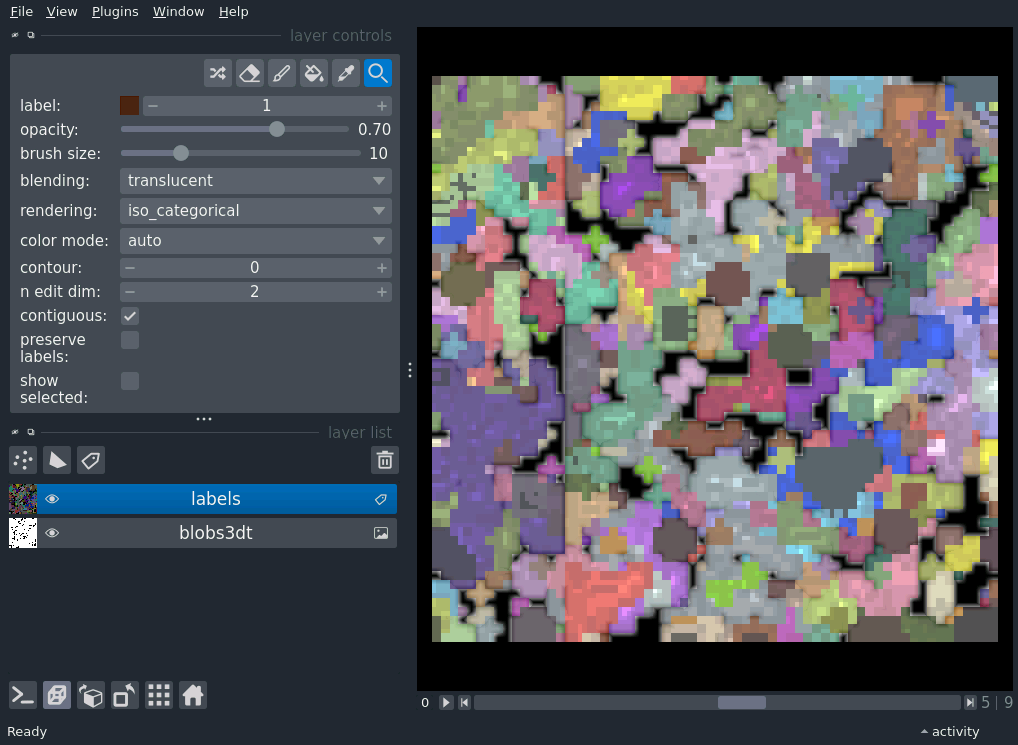 File View Plugins Window Help
layer controls
label: 1
opacity: 0.70
brush size: 10
blending: translucent
rendering: iso_categorical
color mode: auto
contour: 0
n edit dim: 2
contiguous:
preserve
labels:
show
selected:
layer list
labels
blobs3dt
0 5 | 9
Ready activity